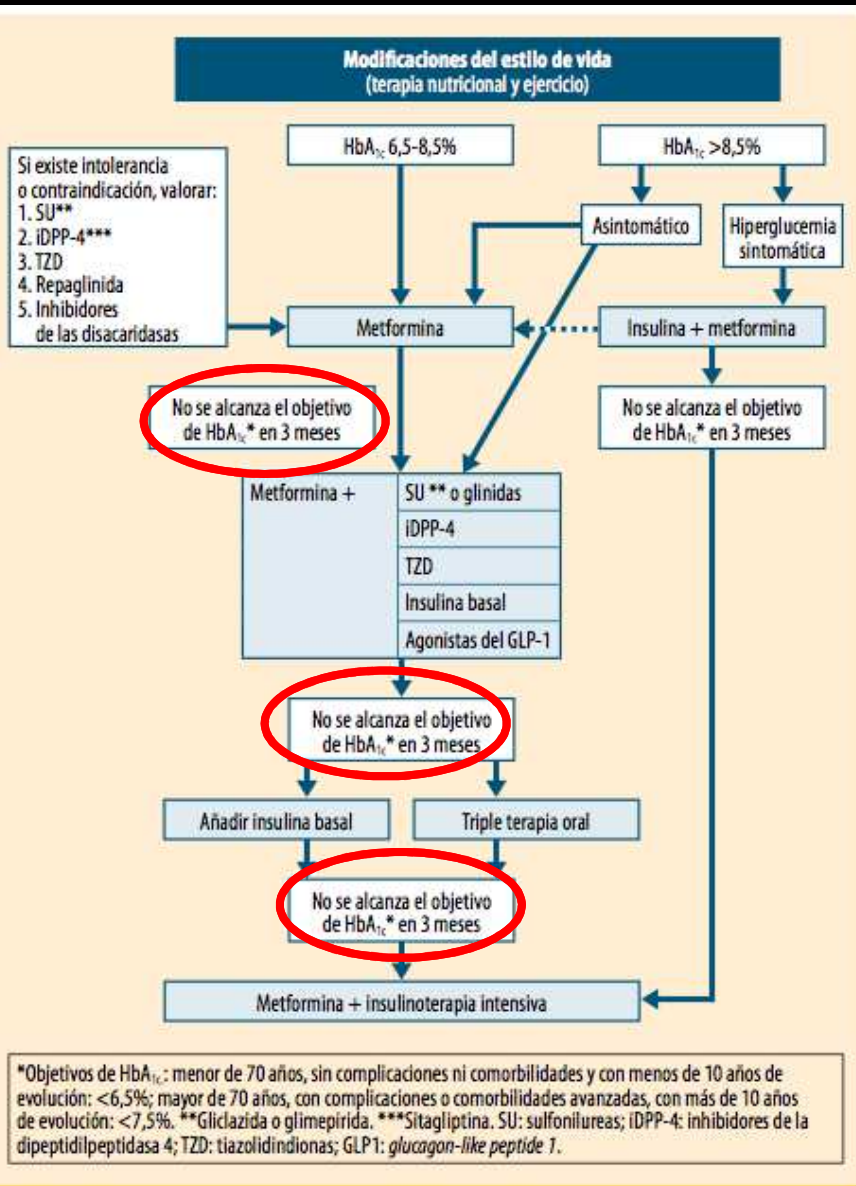 Modificaciones del estilo de vida
(terapia nutricional y ejercicio)
HbA1c 6,5-8,5%
HbA1c >8,5%
Si existe intolerancia
o contraindicación, valorar:
1. SU**
2. iDPP-4***
3. TZD
4. Repaglinida
5. Inhibidores
de las disacaridasas
Asintomático
Hiperglucemia
sintomática
Metformina
Insulina + metformina
No se alcanza el objetivo
de HbA1c* en 3 meses
No se alcanza el objetivo
de HbA1c* en 3 meses
Metformina +
SU ** o glinidas
iDPP-4
TZD
Insulina basal
Agonistas del GLP-1
No se alcanza el objetivo
de HbA1c* en 3 meses
Añadir insulina basal
Triple terapia oral
No se alcanza el objetivo
de HbA1c* en 3 meses
Metformina + insulinoterapia intensiva
*Objetivos de HbA1c: menor de 70 años, sin complicaciones ni comorbilidades y con menos de 10 años de
evolución: <6,5%; mayor de 70 años, con complicaciones o comorbilidades avanzadas, con más de 10 años
de evolución: <7,5%. **Gliclazida o glimepirida. ***Sitagliptina. SU: sulfonilureas; iDPP-4: inhibidores de la
dipeptidilpeptidasa 4; TZD: tiazolidindionas; GLP1: glucagon-like peptide 1.